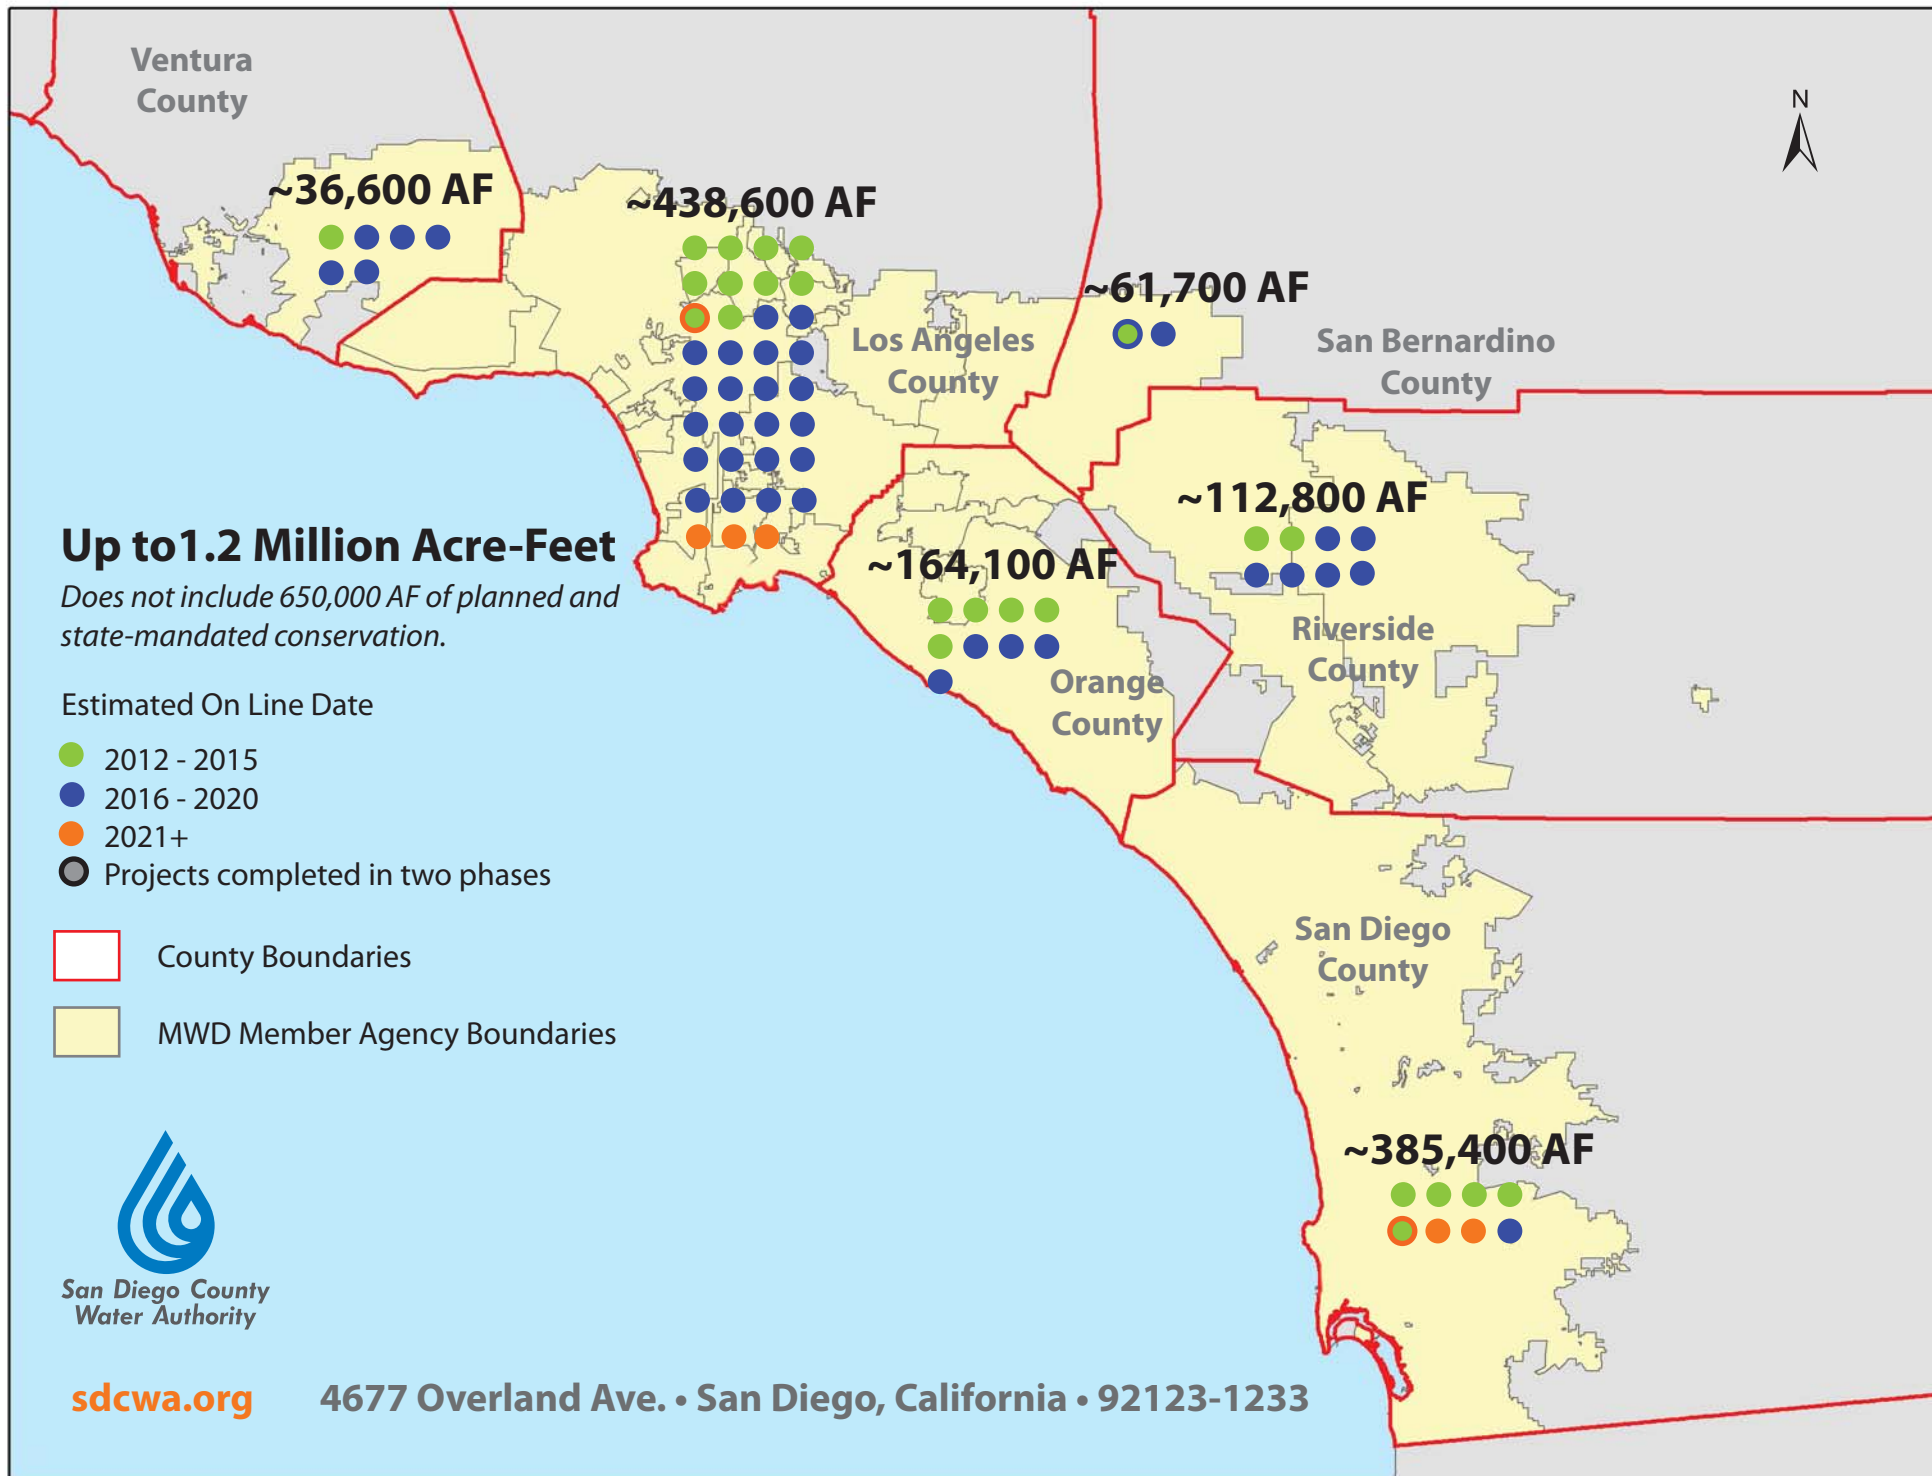 Ventura
County
N
~36,600 AF
~438,600 AF
~61,700 AF
Los Angeles
County
San Bernardino
County
~112,800 AF
Up to1.2 Million Acre-Feet
Does not include 650,000 AF of planned and
state-mandated conservation.
~164,100 AF
Riverside
County
Orange
County
Estimated On Line Date
2012 - 2015
2016 - 2020
2021+
Projects completed in two phases
County Boundaries
MWD Member Agency Boundaries
San Diego
County
~385,400 AF
San Diego County
Water Authority
sdcwa.org
4677 Overland Ave. • San Diego, California • 92123-1233